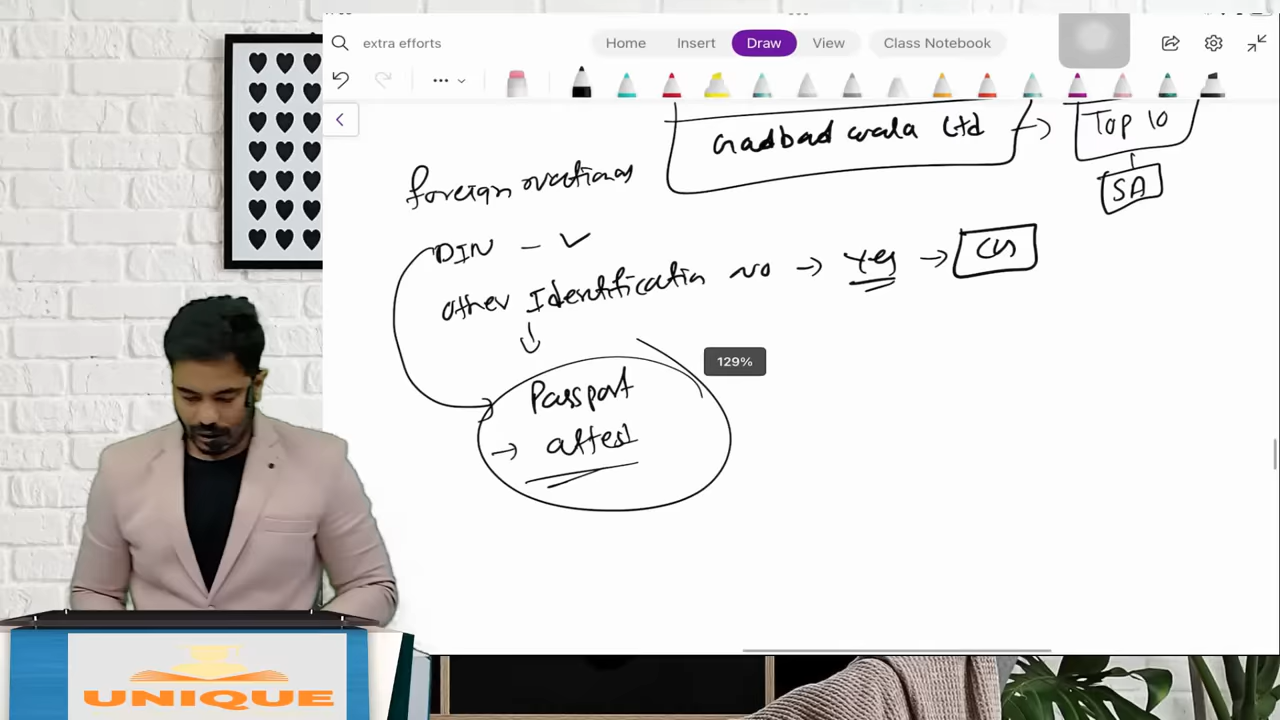 extra efforts
Home Insert Draw View Class Notebook
Gadbad wala Ltd → Top 10
SA
foreign nationals
DIN - ✓
Other Identification no → Yes →
↓
129%
Passport
→ attest
UNIQUE